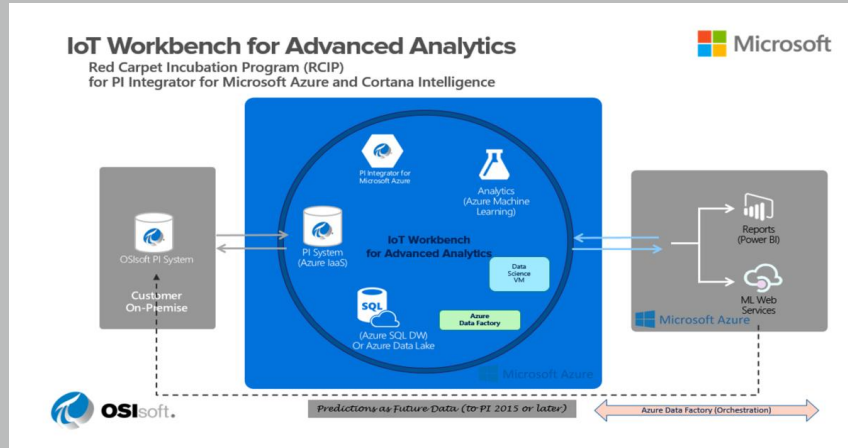 IoT Workbench for Advanced Analytics
Red Carpet Incubation Program (RCIP)
for PI Integrator for Microsoft Azure and Cortana Intelligence
Microsoft
PI Integrator for
Microsoft Azure
Analytics
(Azure Machine
Learning)
OSIsoft PI System
Customer
On-Premise
PI System
(Azure IaaS)
IoT Workbench
for Advanced Analytics
Data
Science
VM
SQL
(Azure SQL DW)
Or Azure Data Lake
Azure
Data Factory
Microsoft Azure
Reports
(Power BI)
ML Web
Services
Microsoft Azure
OSIsoft.
Predictions as Future Data (to PI 2015 or later)
Azure Data Factory (Orchestration)